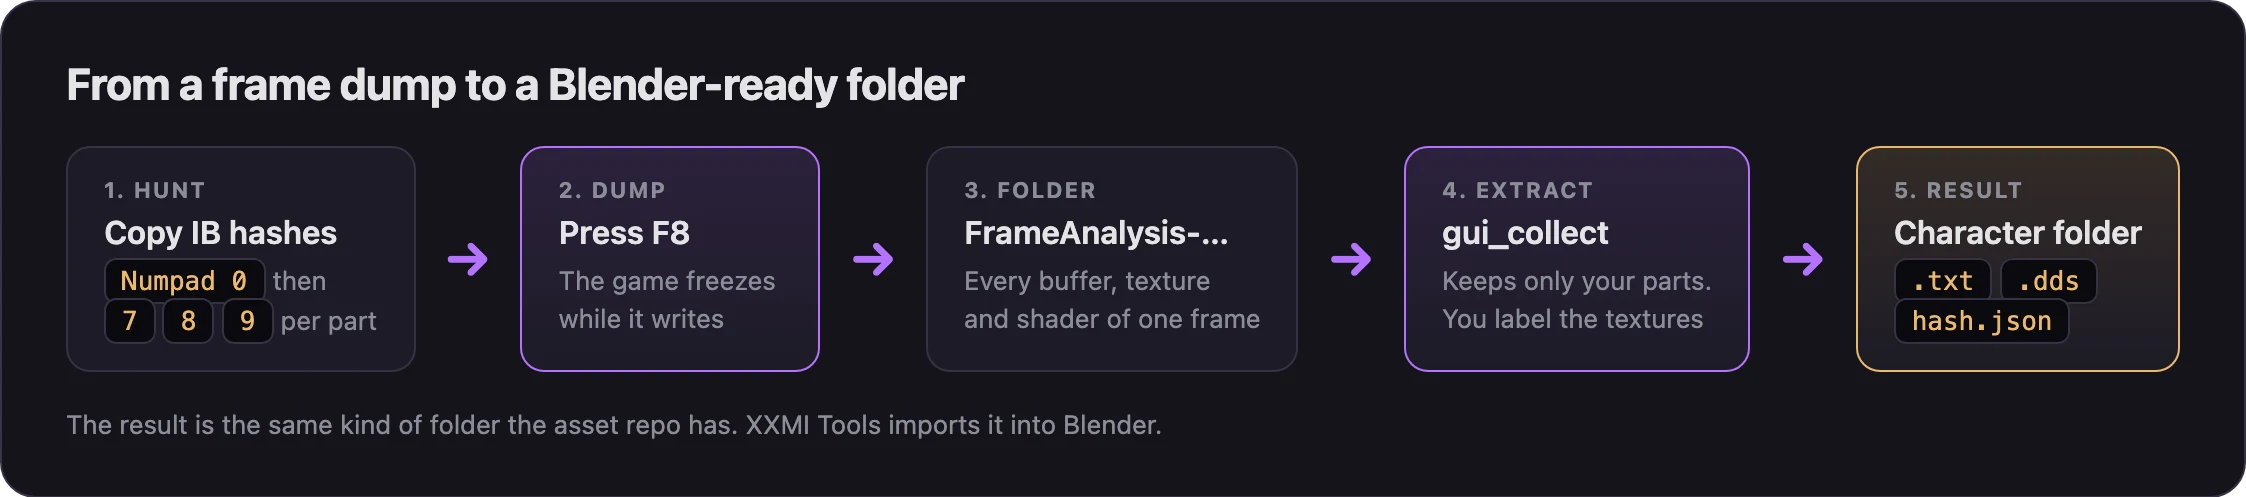 From a frame dump to a Blender-ready folder
1. HUNT
Copy IB hashes
Numpad 0 then
7 8 9 per part
2. DUMP
Press F8
The game freezes
while it writes
3. FOLDER
FrameAnalysis-...
Every buffer, texture
and shader of one frame
4. EXTRACT
gui_collect
Keeps only your parts.
You label the textures
5. RESULT
Character folder
.txt .dds
hash.json
The result is the same kind of folder the asset repo has. XXMI Tools imports it into Blender.